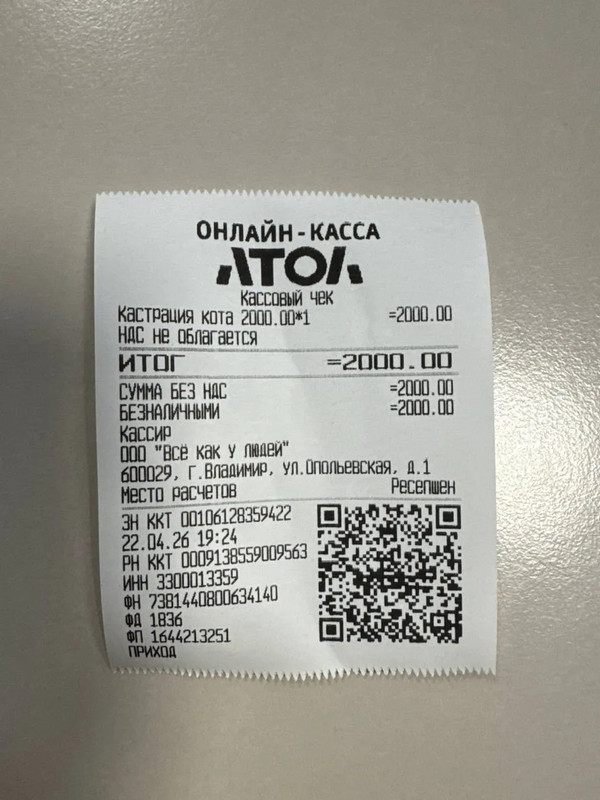 ОНЛАЙН-КАССА
АТОЛ
Кассовый чек
Кастрация кота 2000.00*1 =2000.00
НДС не облагается
ИТОГ =2000.00
СУММА БЕЗ НДС =2000.00
БЕЗНАЛИЧНЫМИ =2000.00
Кассир
ООО "Всё как у людей"
600029, г.Владимир, ул.Опольевская, д.1
Место расчетов Ресепшен
ЗН ККТ 00106128359422
22.04.26 19:24
РН ККТ 0009138559009563
ИНН 3300013359
ФН 7381440800634140
ФД 1836
ФП 1644213251
ПРИХОД